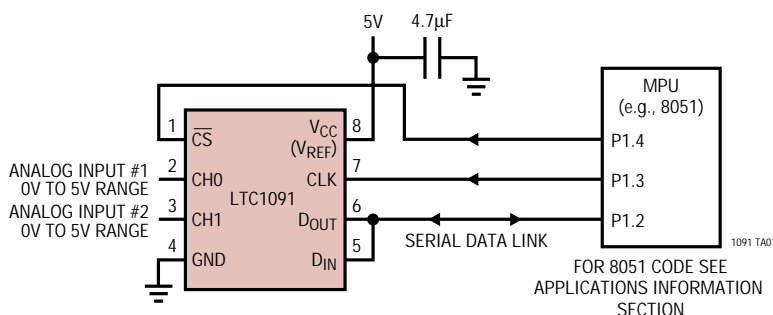 5V
4.7µF
MPU
(e.g., 8051)
P1.4
P1.3
P1.2
1
CS
VCC
(VREF)
8
ANALOG INPUT #1
0V TO 5V RANGE
2
CH0
LTC1091
CLK
7
ANALOG INPUT #2
0V TO 5V RANGE
3
CH1
DOUT
6
SERIAL DATA LINK
4
GND
DIN
5
1091 TA01
FOR 8051 CODE SEE
APPLICATIONS INFORMATION
SECTION